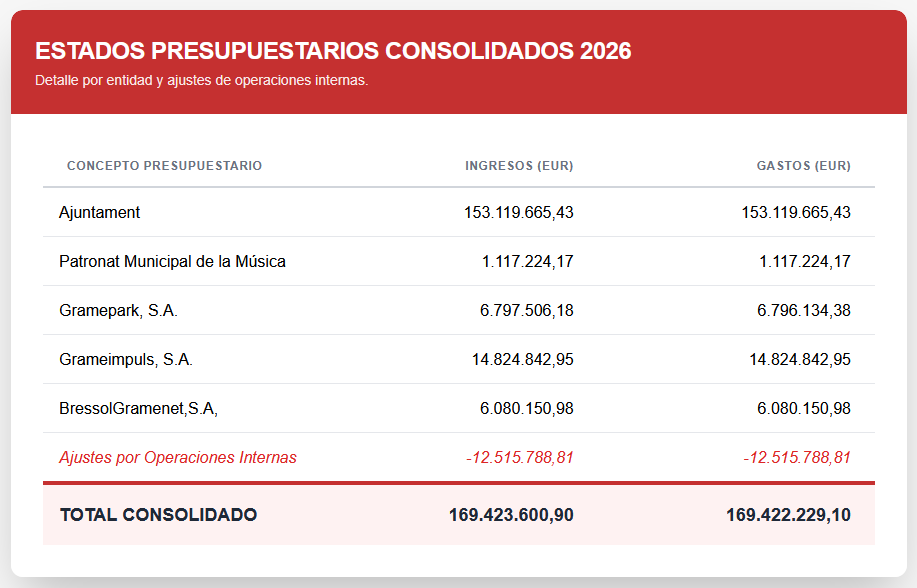 ESTADOS PRESUPUESTARIOS CONSOLIDADOS 2026
Detalle por entidad y ajustes de operaciones internas.
CONCEPTO PRESUPUESTARIO INGRESOS (EUR) GASTOS (EUR)
Ajuntament 153.119.665,43 153.119.665,43
Patronat Municipal de la Música 1.117.224,17 1.117.224,17
Gramepark, S.A. 6.797.506,18 6.796.134,38
Grameimpuls, S.A. 14.824.842,95 14.824.842,95
BressolGramenet,S.A, 6.080.150,98 6.080.150,98
Ajustes por Operaciones Internas -12.515.788,81 -12.515.788,81
TOTAL CONSOLIDADO 169.423.600,90 169.422.229,10